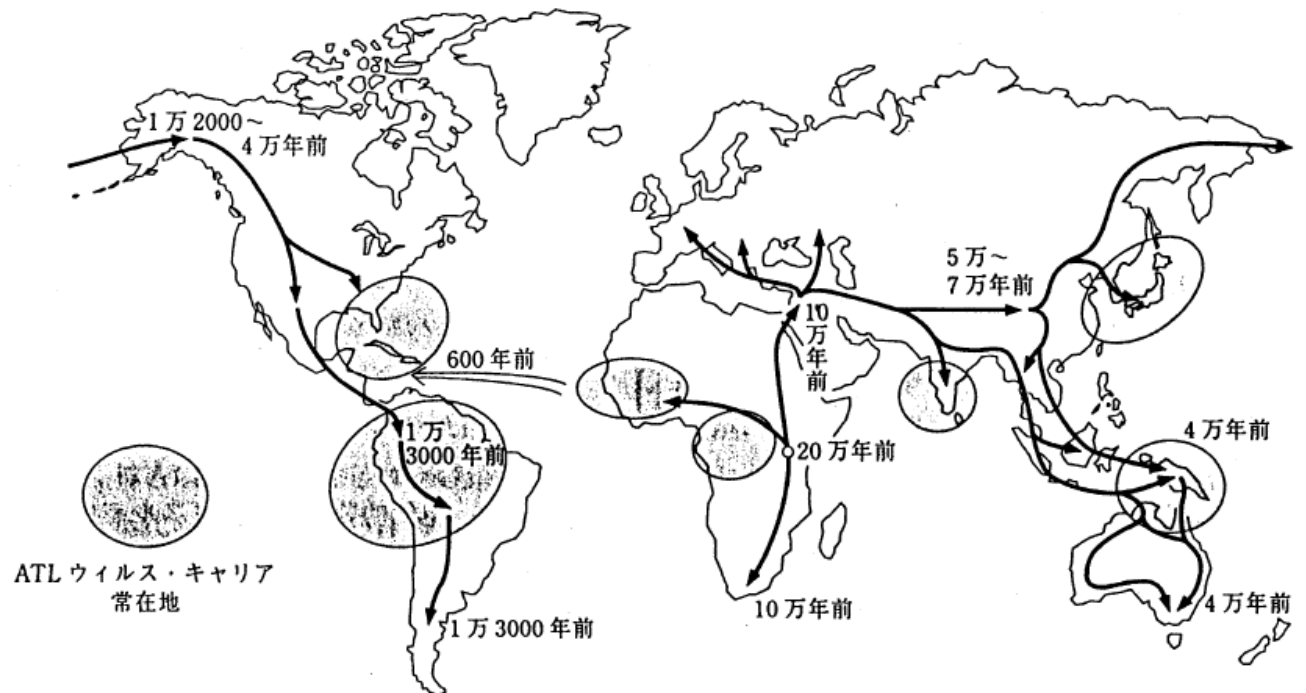 1万2000～
4万年前
600年前
1万
3000年前
1万3000年前
ATLウィルス・キャリア
常在地
5万～
7万年前
10
万
年
前
20万年前
10万年前
4万年前
4万年前